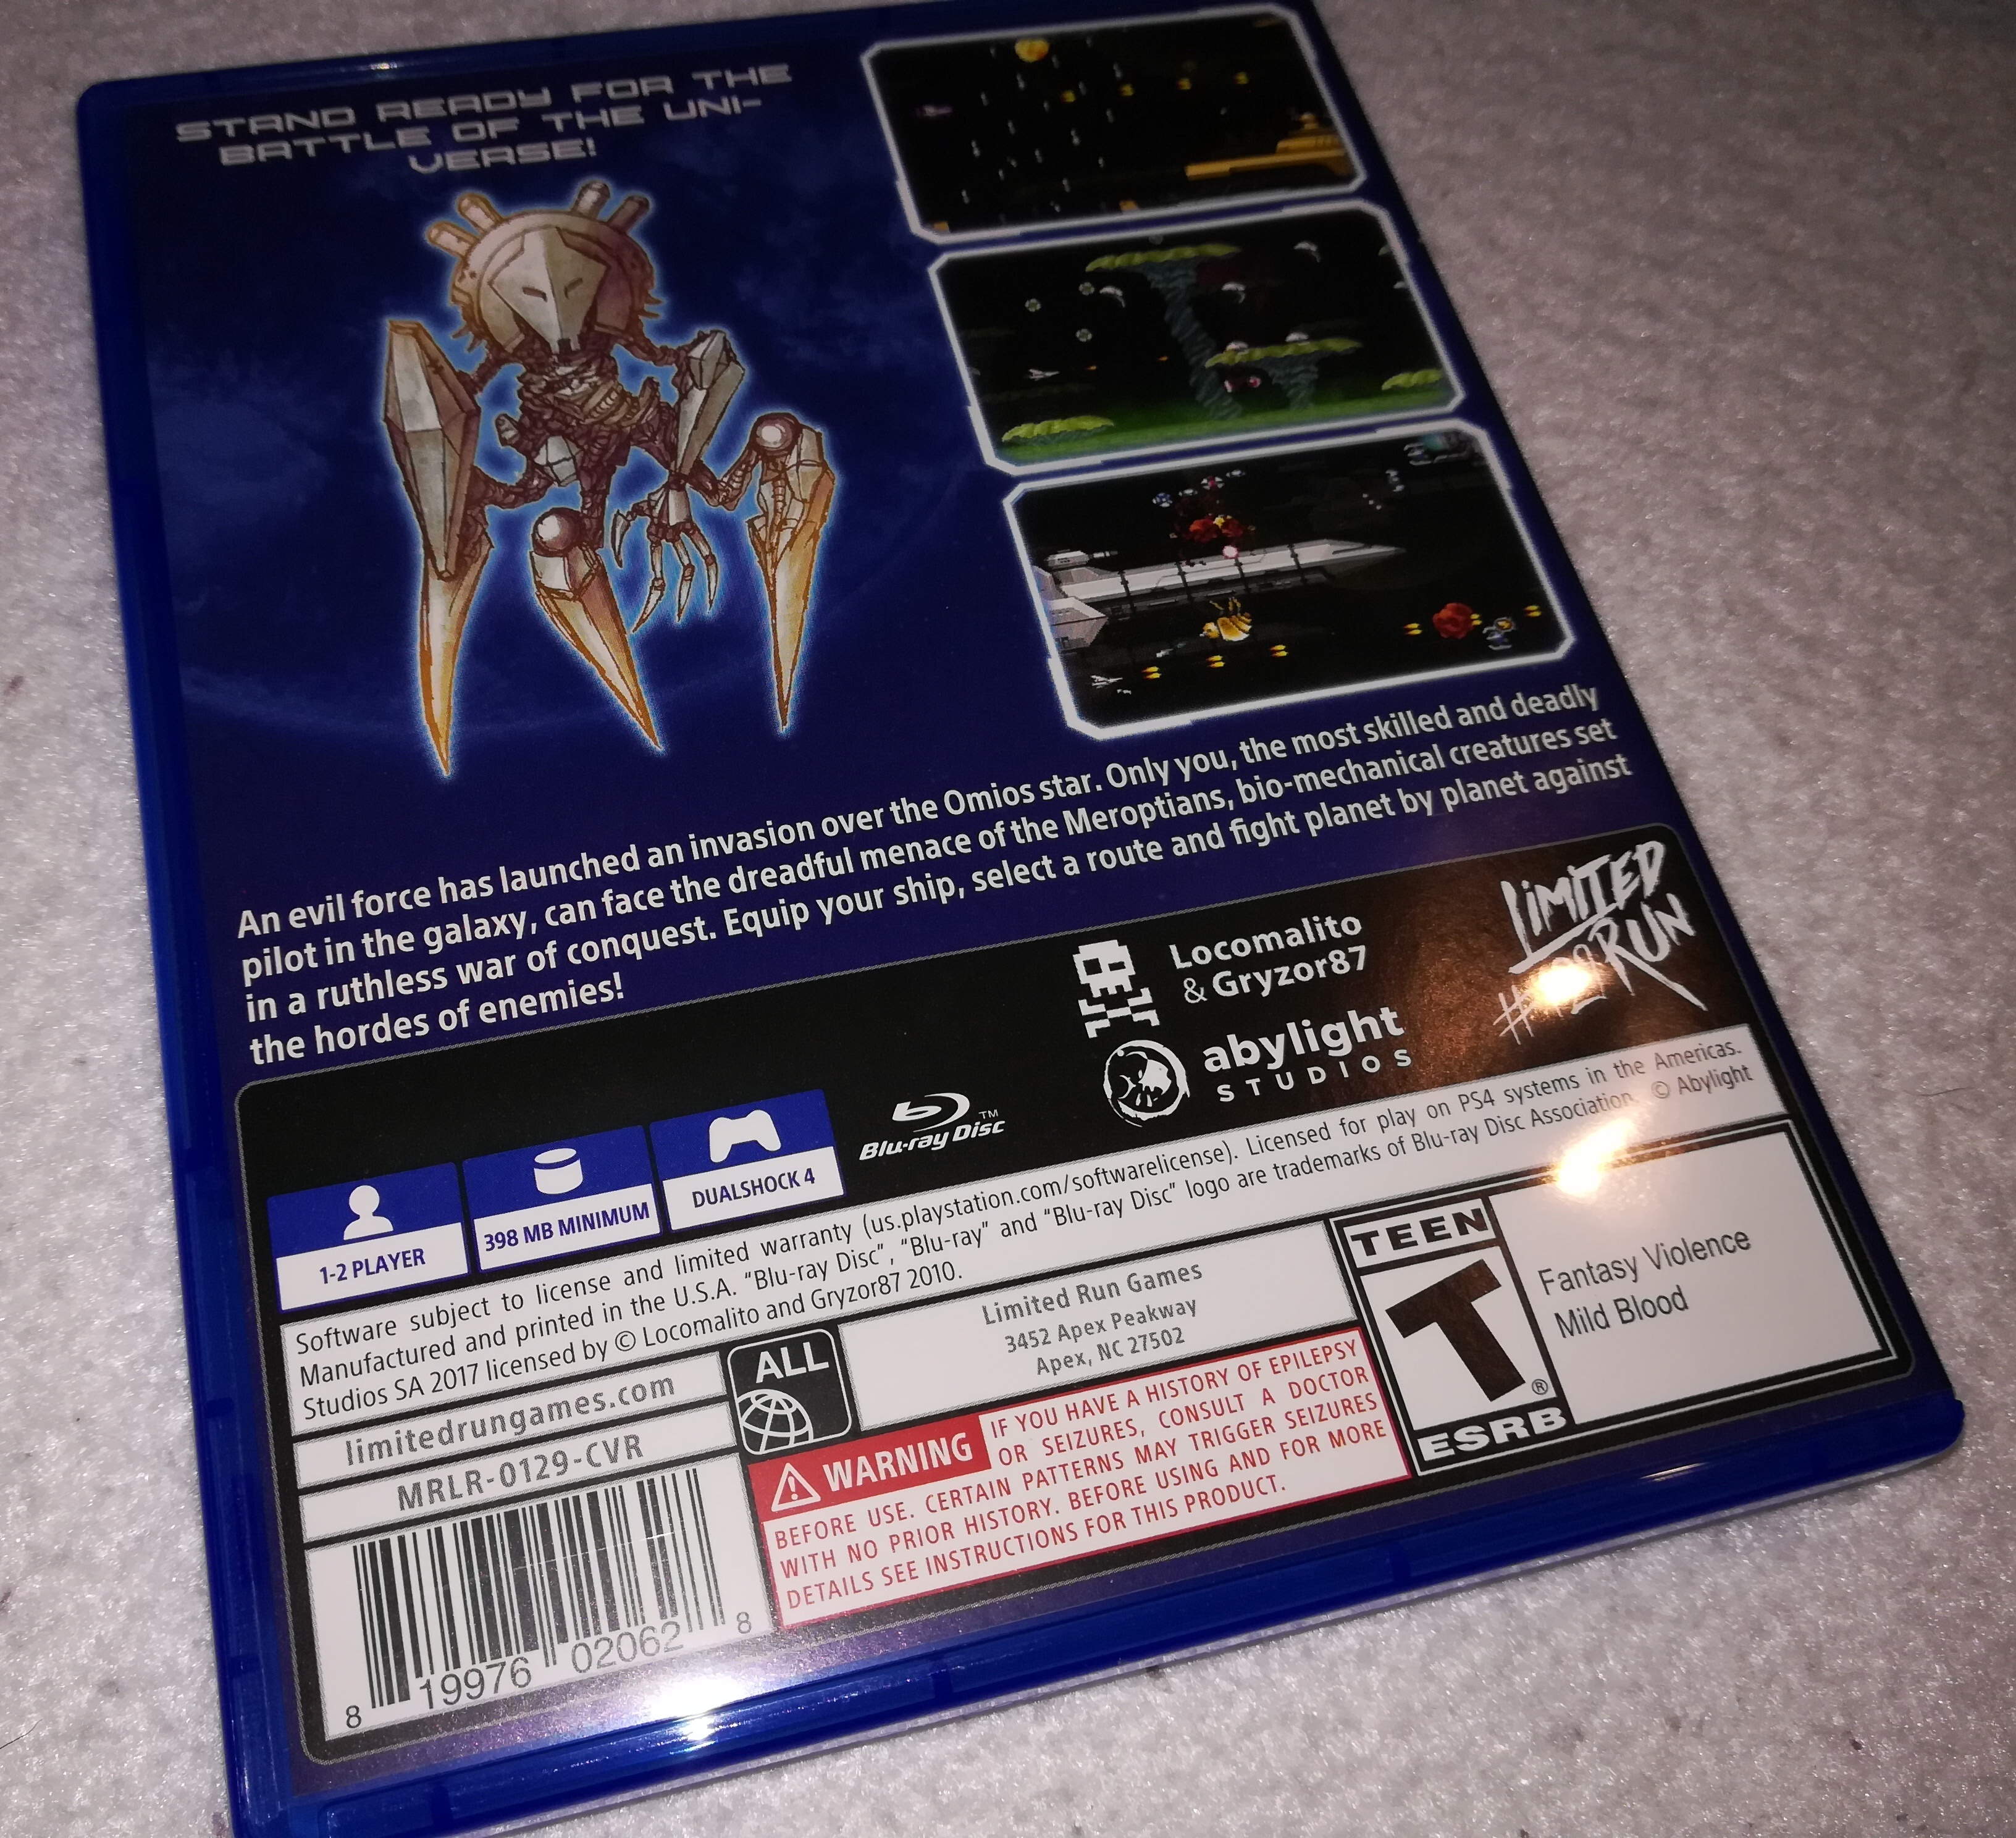 STAND READY FOR THE
BATTLE OF THE UNI-
VERSE!
An evil force has launched an invasion over the Omios star. Only you, the most skilled and deadly
pilot in the galaxy, can face the dreadful menace of the Meroptians, bio-mechanical creatures set
in a ruthless war of conquest. Equip your ship, select a route and fight planet by planet against
the hordes of enemies!
Locomalito
& Gryzor87
abylight
STUDIOS
LIMITED
RUN
1-2 PLAYER
398 MB MINIMUM
DUALSHOCK 4
Blu-ray Disc™
Software subject to license and limited warranty (us.playstation.com/softwarelicense). Licensed for play on PS4 systems in the Americas.
Manufactured and printed in the U.S.A. "Blu-ray Disc", "Blu-ray" and "Blu-ray Disc" logo are trademarks of Blu-ray Disc Association. © Abylight
Studios SA 2017 licensed by © Locomalito and Gryzor87 2010.
limitedrungames.com
MRLR-0129-CVR
ALL
Limited Run Games
3452 Apex Peakway
Apex, NC 27502
WARNING IF YOU HAVE A HISTORY OF EPILEPSY
OR SEIZURES, CONSULT A DOCTOR
BEFORE USE. CERTAIN PATTERNS MAY TRIGGER SEIZURES
WITH NO PRIOR HISTORY. BEFORE USING AND FOR MORE
DETAILS SEE INSTRUCTIONS FOR THIS PRODUCT.
TEEN
T®
ESRB
Fantasy Violence
Mild Blood
8 19976 02062 8